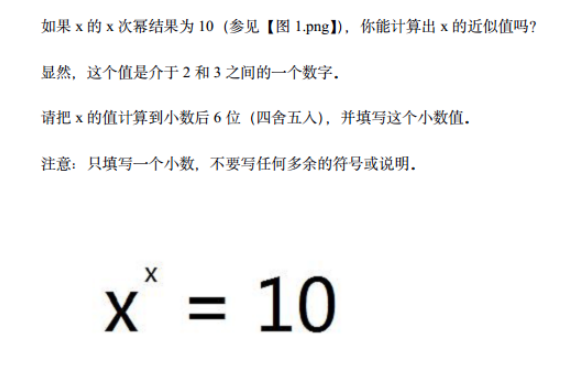 如果 x 的 x 次幂结果为 10（参见【图 1.png】），你能计算出 x 的近似值吗？
显然，这个值是介于 2 和 3 之间的一个数字．
请把 x 的值计算到小数后 6 位（四舍五入），并填写这个小数值．
注意：只填写一个小数，不要写任何多余的符号或说明．
x^x = 10